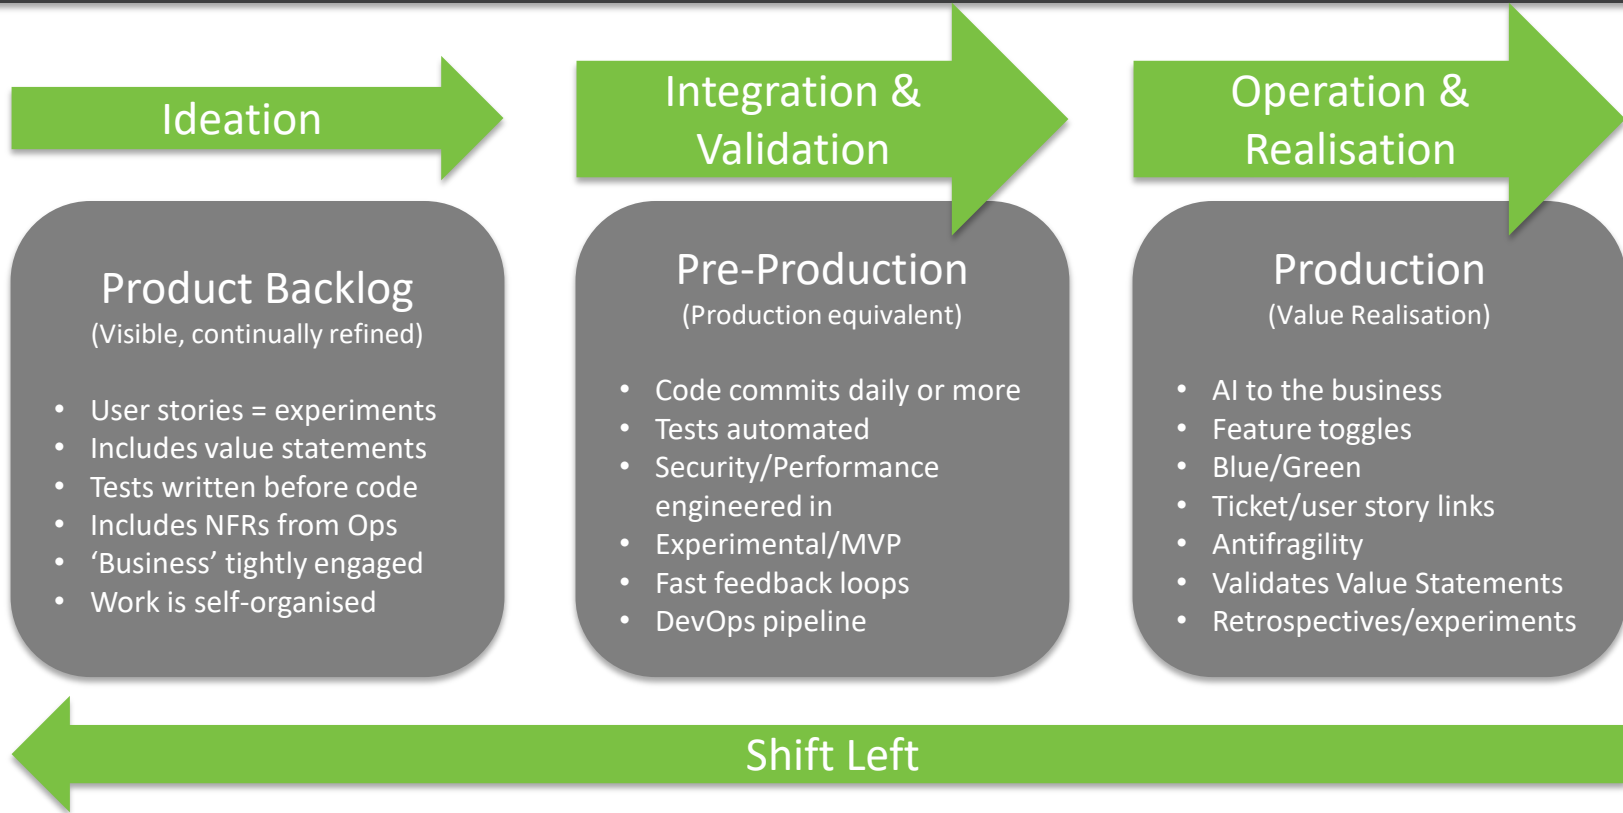 Ideation
Product Backlog
(Visible, continually refined)
• User stories = experiments
• Includes value statements
• Tests written before code
• Includes NFRs from Ops
• ‘Business’ tightly engaged
• Work is self-organised
Integration &
Validation
Pre-Production
(Production equivalent)
• Code commits daily or more
• Tests automated
• Security/Performance
engineered in
• Experimental/MVP
• Fast feedback loops
• DevOps pipeline
Operation &
Realisation
Production
(Value Realisation)
• AI to the business
• Feature toggles
• Blue/Green
• Ticket/user story links
• Antifragility
• Validates Value Statements
• Retrospectives/experiments
Shift Left